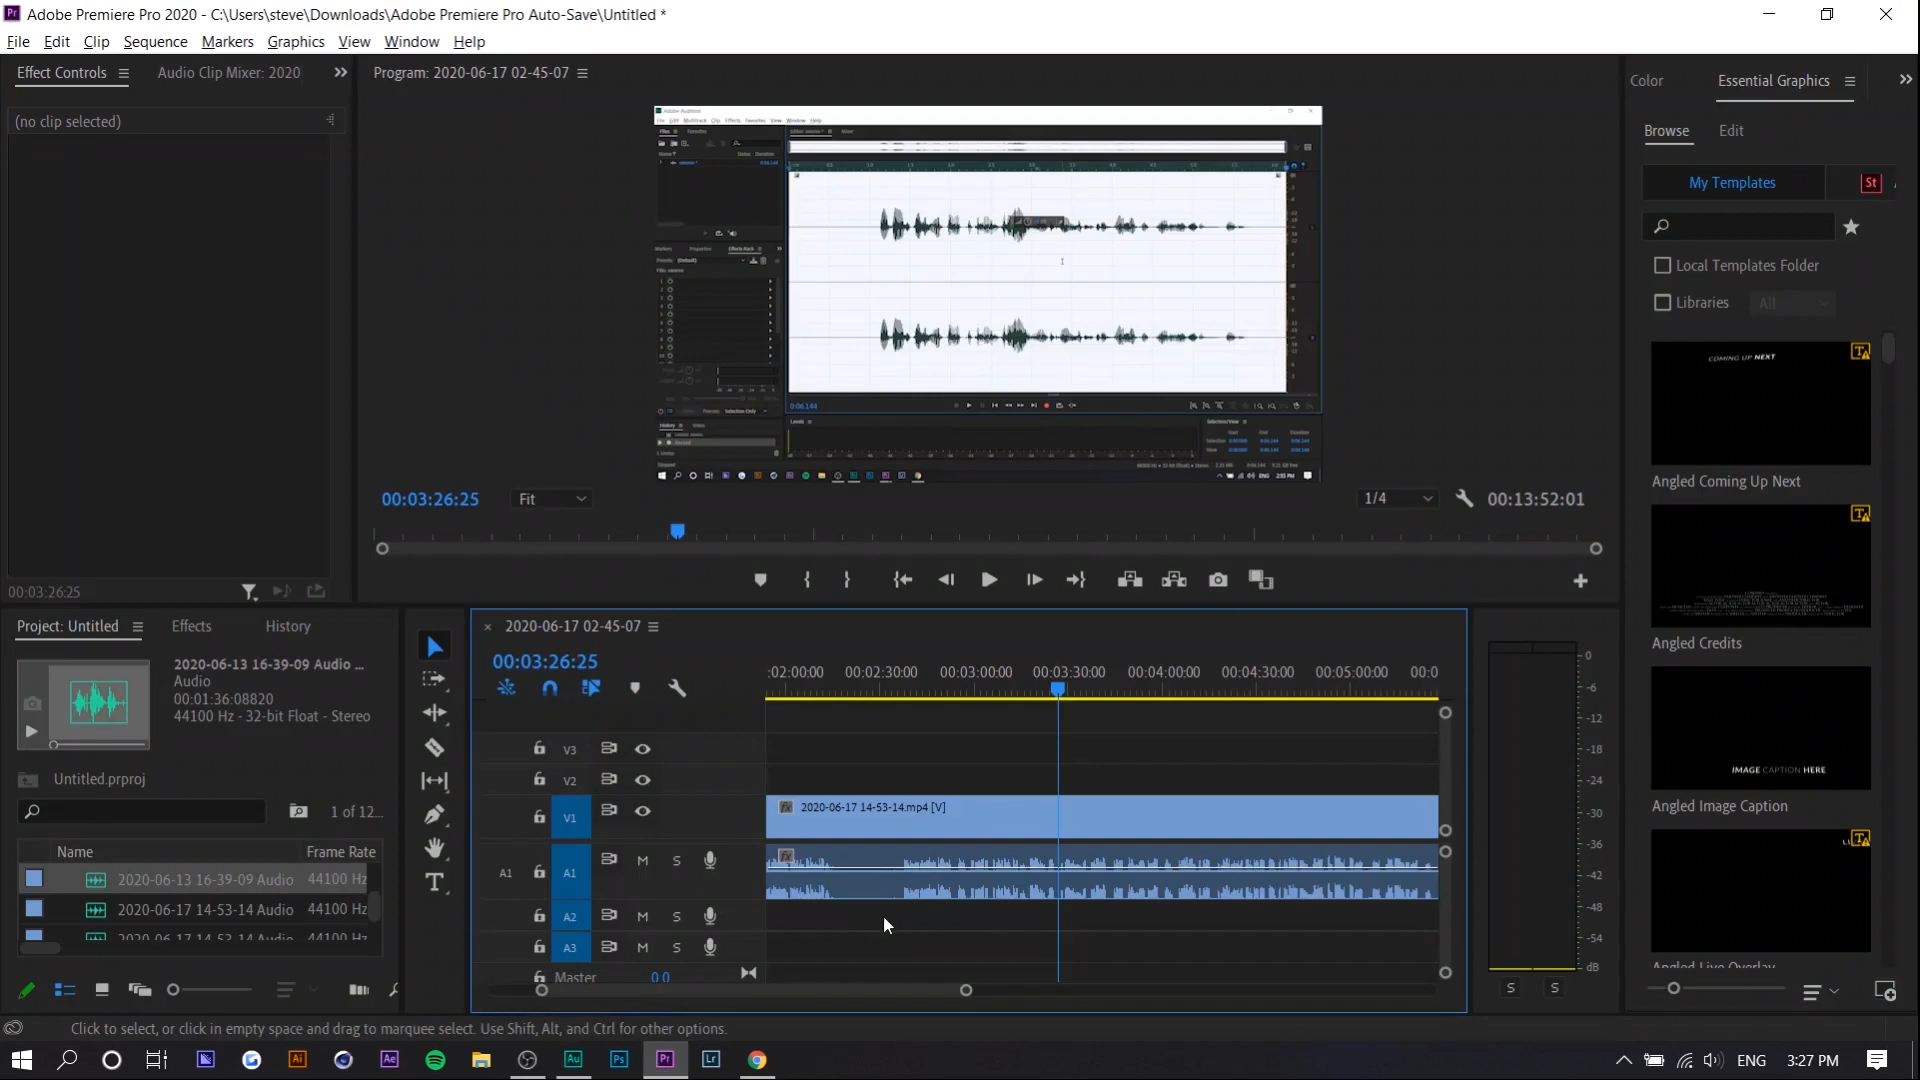 Adobe Premiere Pro 2020 - C:\Users\steve\Downloads\Adobe Premiere Pro Auto-Save\Untitled *
File Edit Clip Sequence Markers Graphics View Window Help
Effect Controls Audio Clip Mixer: 2020
(no clip selected)
00:03:26:25
Program: 2020-06-17 02-45-07
00:03:26:25 Fit 1/4 00:13:52:01
Color Essential Graphics
Browse Edit
My Templates St
Local Templates Folder
Libraries All
COMING UP NEXT
Angled Coming Up Next
Angled Credits
IMAGE CAPTION HERE
Angled Image Caption
Angled Live Overlay
Project: Untitled Effects History
2020-06-13 16-39-09 Audio ...
Audio
00:01:36:08820
44100 Hz - 32-bit Float - Stereo
Untitled.prproj
1 of 12...
Name Frame Rate
2020-06-13 16-39-09 Audio 44100 Hz
2020-06-17 14-53-14 Audio 44100 Hz
2020-06-17 14-53-14 Audio 44100 Hz
2020-06-17 02-45-07
00:03:26:25
:02:00:00 00:02:30:00 00:03:00:00 00:03:30:00 00:04:00:00 00:04:30:00 00:05:00:00 00:0
V3
V2
V1 2020-06-17 14-53-14.mp4 [V]
A1 A1 M S
A2 M S
A3 M S
Master 0.0
0
-6
-12
-18
-24
-30
-36
-42
-48
-54
dB
S S
Click to select, or click in empty space and drag to marquee select. Use Shift, Alt, and Ctrl for other options.
Ai Ae Au Ps Pr Lr ENG 3:27 PM